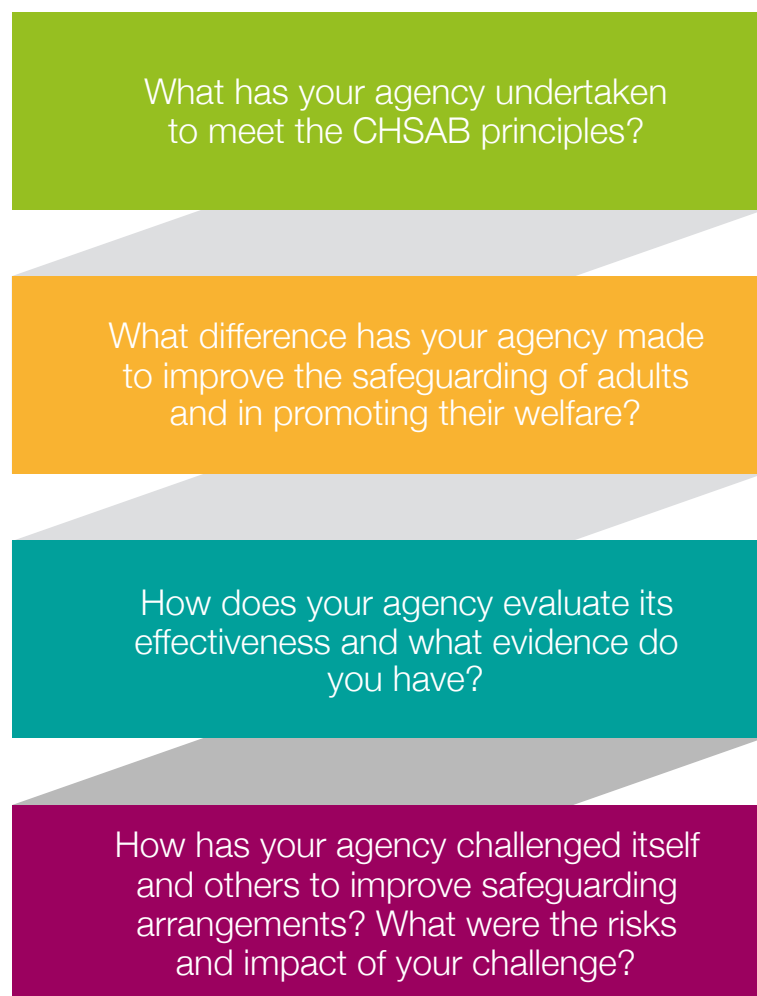 What has your agency undertaken
to meet the CHSAB principles?
What difference has your agency made
to improve the safeguarding of adults
and in promoting their welfare?
How does your agency evaluate its
effectiveness and what evidence do
you have?
How has your agency challenged itself
and others to improve safeguarding
arrangements? What were the risks
and impact of your challenge?